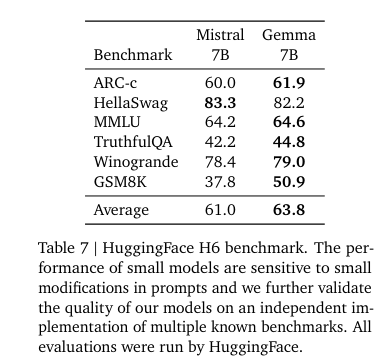 Mistral Gemma
Benchmark 7B 7B
ARC-c 60.0 61.9
HellaSwag 83.3 82.2
MMLU 64.2 64.6
TruthfulQA 42.2 44.8
Winogrande 78.4 79.0
GSM8K 37.8 50.9
Average 61.0 63.8
Table 7 | HuggingFace H6 benchmark. The per-
formance of small models are sensitive to small
modifications in prompts and we further validate
the quality of our models on an independent im-
plementation of multiple known benchmarks. All
evaluations were run by HuggingFace.